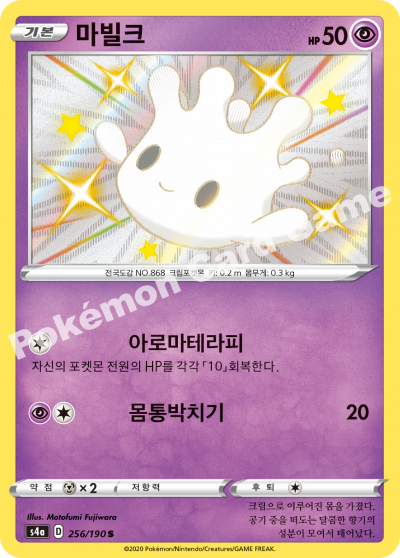 기본 마빌크 HP 50
Pokémon Card Game
전국도감 NO.868 크림포켓몬 키: 0.2 m 몸무게: 0.3 kg
아로마테라피
자신의 포켓몬 전원의 HP를 각각 「10」회복한다.
몸통박치기 20
약점 ×2 저항력 후퇴
Illus. Motofumi Fujiwara
s4a D 256/190 S
크림으로 이루어진 몸을 가졌다.
공기 중을 떠도는 달콤한 향기의
성분이 모여서 태어났다.
©2020 Pokémon/Nintendo/Creatures/GAME FREAK.